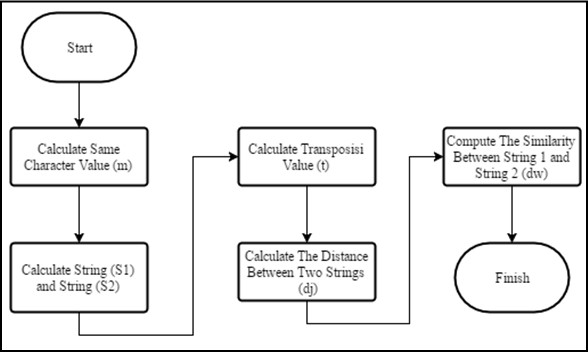 Start
Calculate Same
Character Value (m)
Calculate String (S1)
and String (S2)
Calculate Transposisi
Value (t)
Calculate The Distance
Between Two Strings
(dj)
Compute The Similarity
Between String 1 and
String 2 (dw)
Finish